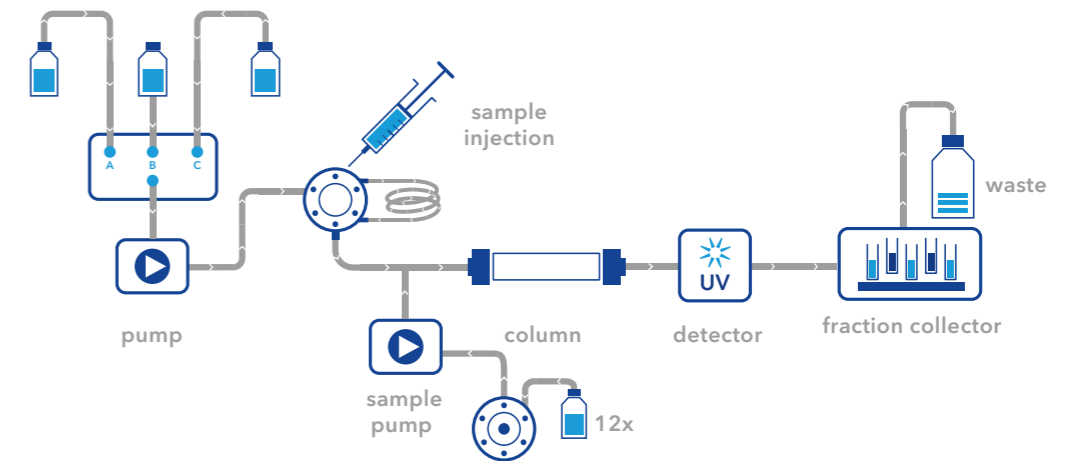 sample
injection
A
B
C
waste
UV
pump
column
detector
fraction collector
sample
pump
12x